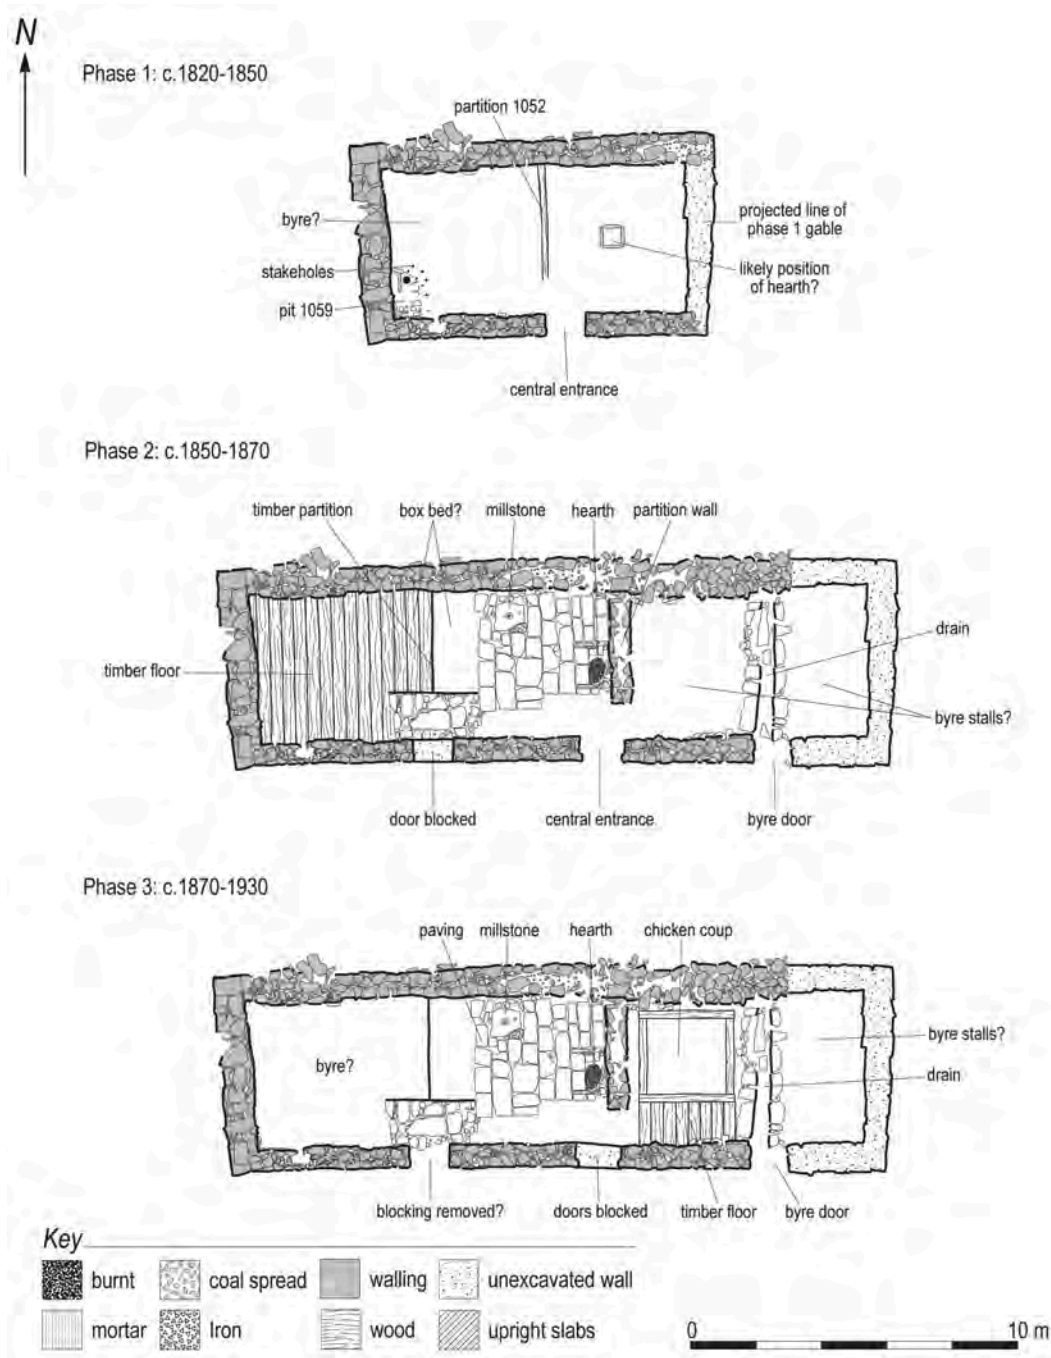 N
Phase 1: c.1820-1850
partition 1052
byre?
projected line of
phase 1 gable
stakeholes
likely position
of hearth?
pit 1059
central entrance
Phase 2: c.1850-1870
timber partition
box bed?
millstone
hearth
partition wall
drain
timber floor
byre stalls?
door blocked
central entrance
byre door
Phase 3: c.1870-1930
paving
millstone
hearth
chicken coup
byre stalls?
byre?
drain
blocking removed?
doors blocked
timber floor
byre door
Key
burnt
coal spread
walling
unexcavated wall
mortar
Iron
wood
upright slabs
0
10 m